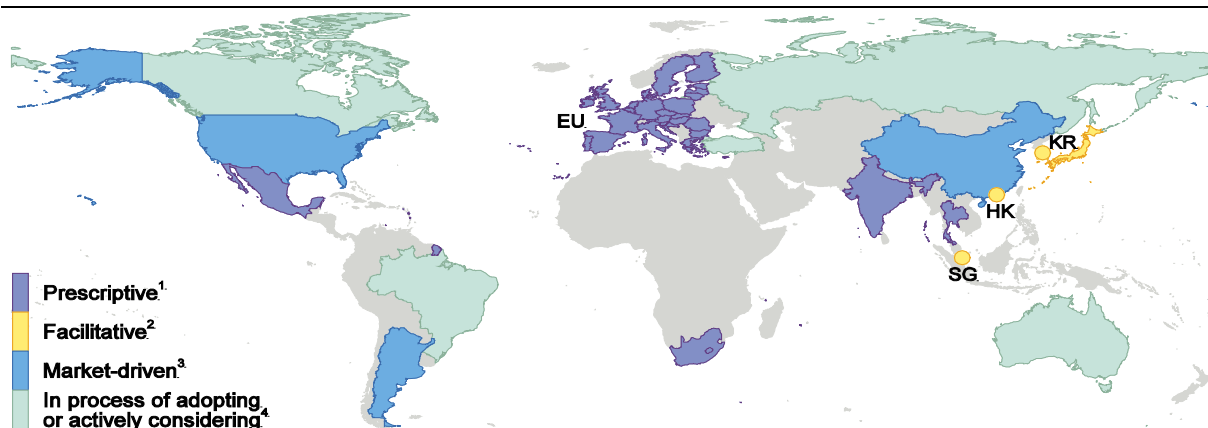 EU
KR
HK
SG
Prescriptive¹
Facilitative²
Market-driven³
In process of adopting
or actively considering⁴